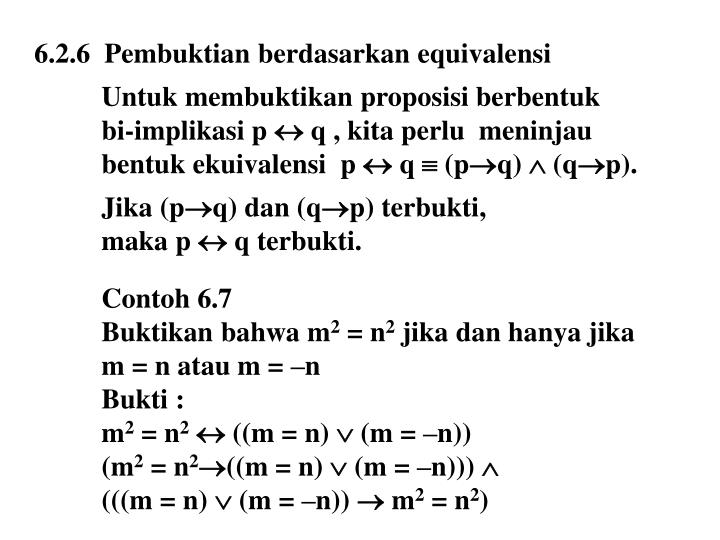 6.2.6 Pembuktian berdasarkan equivalensi
Untuk membuktikan proposisi berbentuk
bi-implikasi p ↔ q , kita perlu meninjau
bentuk ekuivalensi p ↔ q ≡ (p→q) ∧ (q→p).
Jika (p→q) dan (q→p) terbukti,
maka p ↔ q terbukti.
Contoh 6.7
Buktikan bahwa m² = n² jika dan hanya jika
m = n atau m = –n
Bukti :
m² = n² ↔ ((m = n) ∨ (m = –n))
(m² = n²→((m = n) ∨ (m = –n))) ∧
(((m = n) ∨ (m = –n)) → m² = n²)